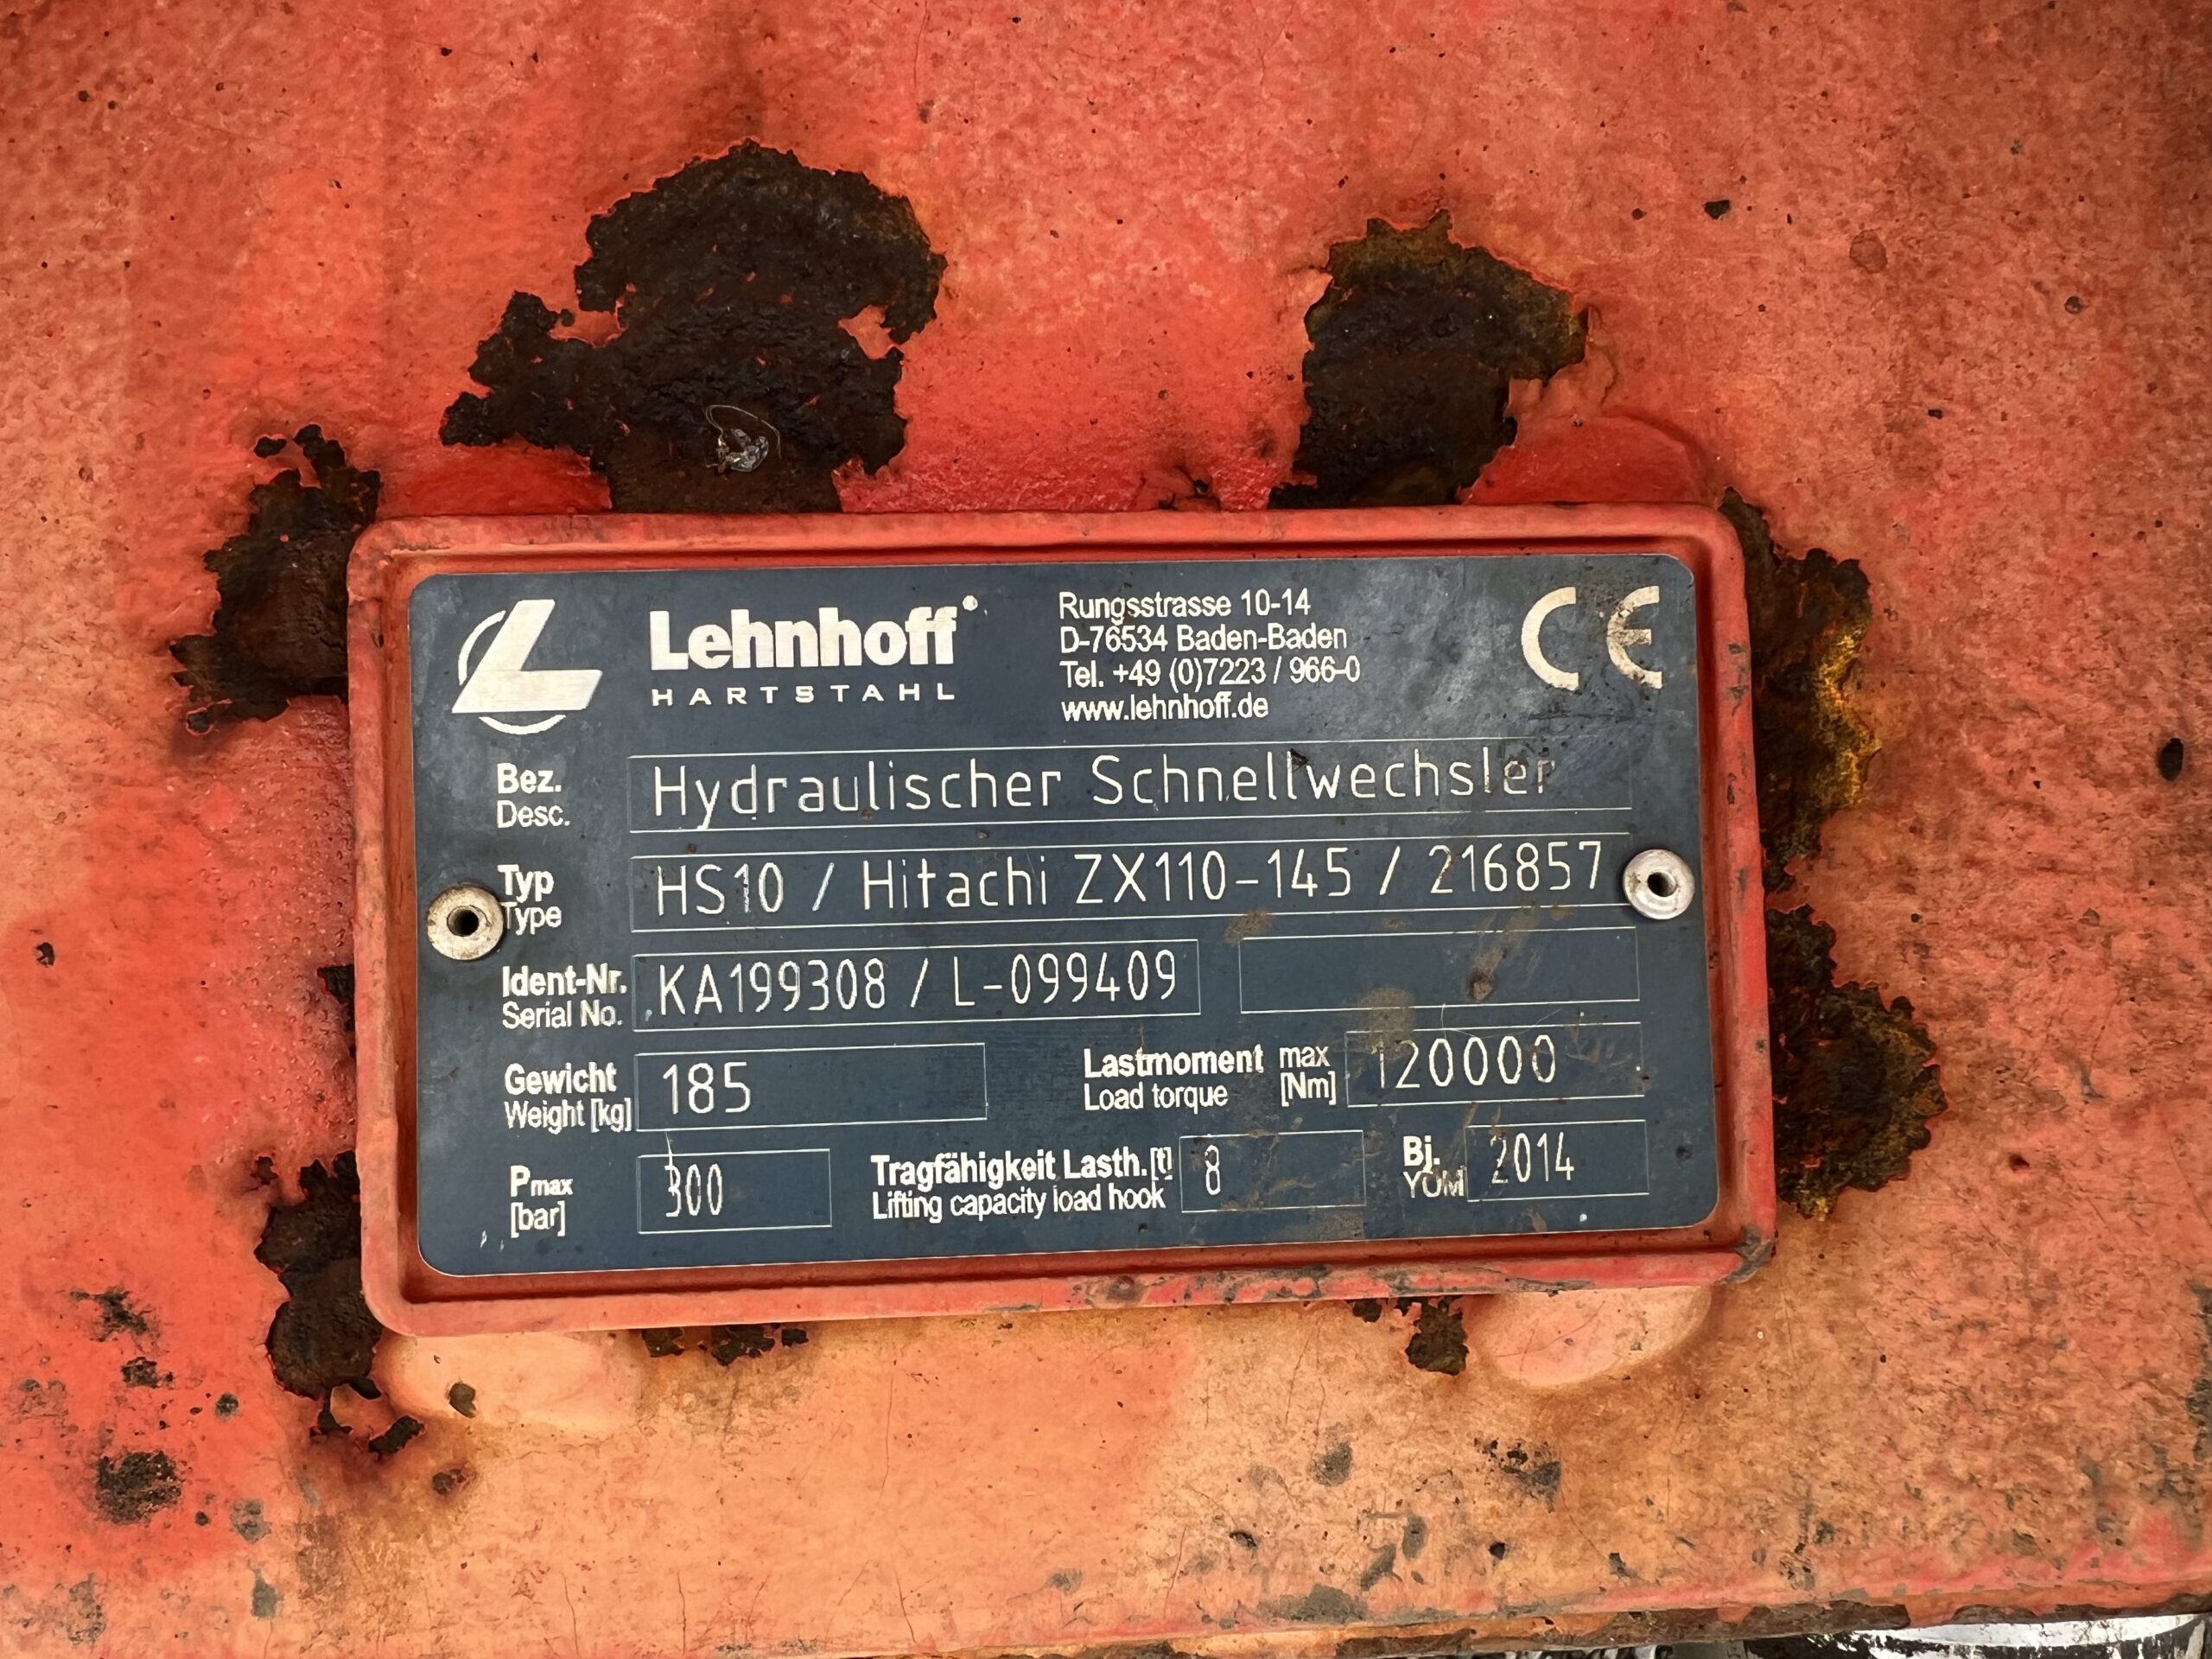 Lehnhoff®
HARTSTAHL
Rungsstrasse 10-14
D-76534 Baden-Baden
Tel. +49 (0)7223 / 966-0
www.lehnhoff.de
CE
Bez.
Desc.
Hydraulischer Schnellwechsler
Typ
Type
HS10 / Hitachi ZX110-145 / 216857
Ident-Nr.
Serial No.
KA199308 / L-099409
Gewicht
Weight [kg]
185
Lastmoment max
Load torque [Nm]
120000
Pmax
[bar]
300
Tragfähigkeit Lasth.[t]
Lifting capacity load hook
8
Bj.
YOM
2014